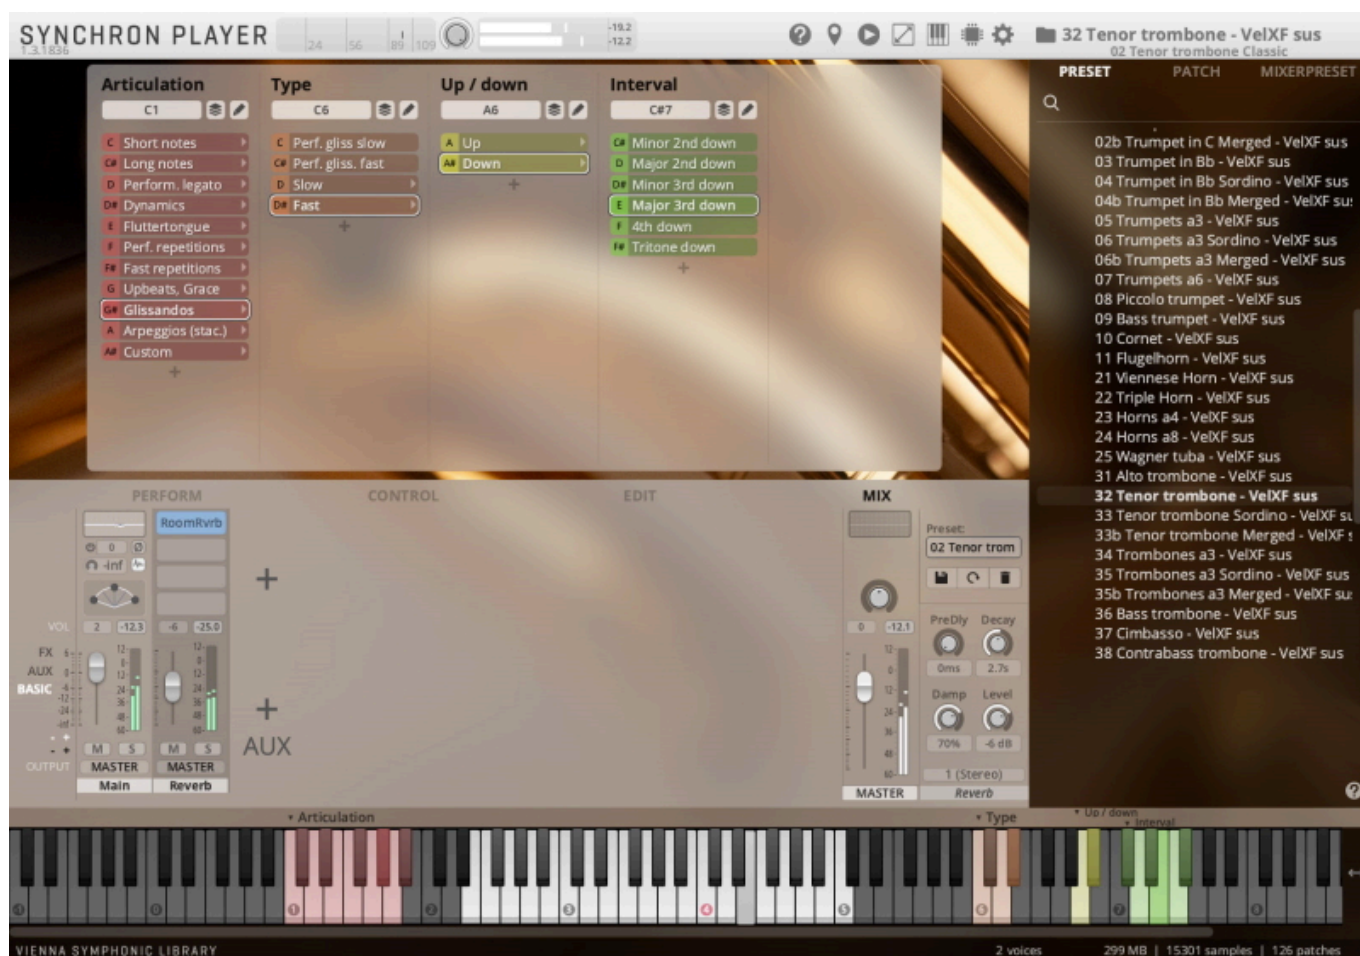 SYNCHRON PLAYER
1.3.1836
24 56 89 109
-19.2
-12.2
32 Tenor trombone - VelXF sus
02 Tenor trombone Classic
Articulation Type Up / down Interval
C1 C6 A6 C#7
C Short notes
C# Long notes
D Perform. legato
D# Dynamics
E Fluttertongue
F Perf. repetitions
F# Fast repetitions
G Upbeats, Grace
G# Glissandos
A Arpeggios (stac.)
A# Custom
+
C Perf. gliss slow
C# Perf. gliss. fast
D Slow
D# Fast
+
A Up
A# Down
+
C# Minor 2nd down
D Major 2nd down
D# Minor 3rd down
E Major 3rd down
F 4th down
F# Tritone down
+
PRESET PATCH MIXERPRESET
02b Trumpet in C Merged - VelXF sus
03 Trumpet in Bb - VelXF sus
04 Trumpet in Bb Sordino - VelXF sus
04b Trumpet in Bb Merged - VelXF sus
05 Trumpets a3 - VelXF sus
06 Trumpets a3 Sordino - VelXF sus
06b Trumpets a3 Merged - VelXF sus
07 Trumpets a6 - VelXF sus
08 Piccolo trumpet - VelXF sus
09 Bass trumpet - VelXF sus
10 Cornet - VelXF sus
11 Flugelhorn - VelXF sus
21 Viennese Horn - VelXF sus
22 Triple Horn - VelXF sus
23 Horns a4 - VelXF sus
24 Horns a8 - VelXF sus
25 Wagner tuba - VelXF sus
31 Alto trombone - VelXF sus
32 Tenor trombone - VelXF sus
33 Tenor trombone Sordino - VelXF su
33b Tenor trombone Merged - VelXF s
34 Trombones a3 - VelXF sus
35 Trombones a3 Sordino - VelXF sus
35b Trombones a3 Merged - VelXF sus
36 Bass trombone - VelXF sus
37 Cimbasso - VelXF sus
38 Contrabass trombone - VelXF sus
PERFORM CONTROL EDIT MIX
RoomRvrb
0 Ø
-inf
VOL 2 -12.3 -6 -25.0
FX
AUX
BASIC
OUTPUT
M S M S
MASTER MASTER
Main Reverb
+
+
AUX
0 -12.1
MASTER
Preset:
02 Tenor trom
PreDly Decay
0ms 2.7s
Damp Level
70% -6 dB
1 (Stereo)
Reverb
Articulation Type Up / down
Interval
0 1 2 3 4 5 6 7 8
VIENNA SYMPHONIC LIBRARY 2 voices 299 MB | 15301 samples | 126 patches